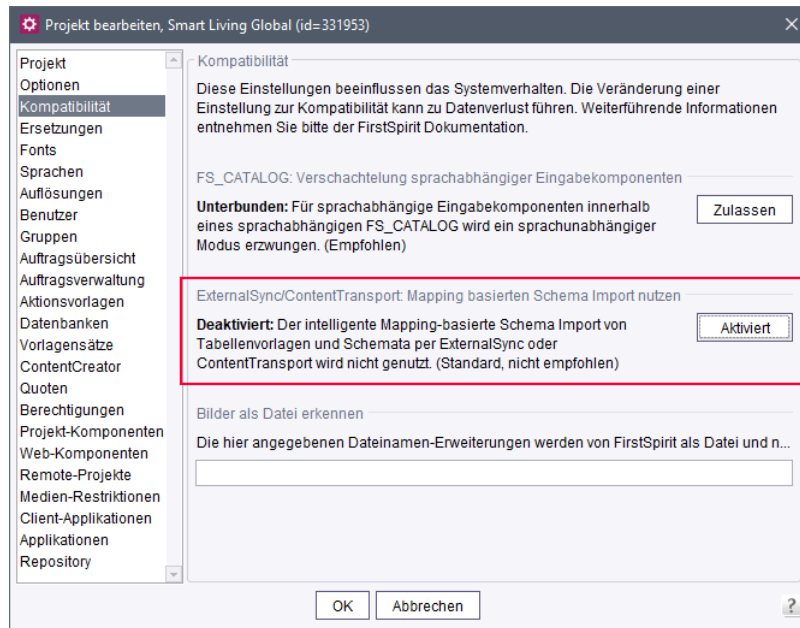 Projekt bearbeiten, Smart Living Global (id=331953)
Projekt
Optionen
Kompatibilität
Ersetzungen
Fonts
Sprachen
Auflösungen
Benutzer
Gruppen
Auftragsübersicht
Auftragsverwaltung
Aktionsvorlagen
Datenbanken
Vorlagensätze
ContentCreator
Quoten
Berechtigungen
Projekt-Komponenten
Web-Komponenten
Remote-Projekte
Medien-Restriktionen
Client-Applikationen
Applikationen
Repository
Kompatibilität
Diese Einstellungen beeinflussen das Systemverhalten. Die Veränderung einer
Einstellung zur Kompatibilität kann zu Datenverlust führen. Weiterführende Informationen
entnehmen Sie bitte der FirstSpirit Dokumentation.
FS_CATALOG: Verschachtelung sprachabhängiger Eingabekomponenten
Unterbunden: Für sprachabhängige Eingabekomponenten innerhalb
eines sprachabhängigen FS_CATALOG wird ein sprachunabhängiger
Modus erzwungen. (Empfohlen)
Zulassen
ExternalSync/ContentTransport: Mapping basierten Schema Import nutzen
Deaktiviert: Der intelligente Mapping-basierte Schema Import von
Tabellenvorlagen und Schemata per ExternalSync oder
ContentTransport wird nicht genutzt. (Standard, nicht empfohlen)
Aktiviert
Bilder als Datei erkennen
Die hier angegebenen Dateinamen-Erweiterungen werden von FirstSpirit als Datei und n...
OK
Abbrechen
?